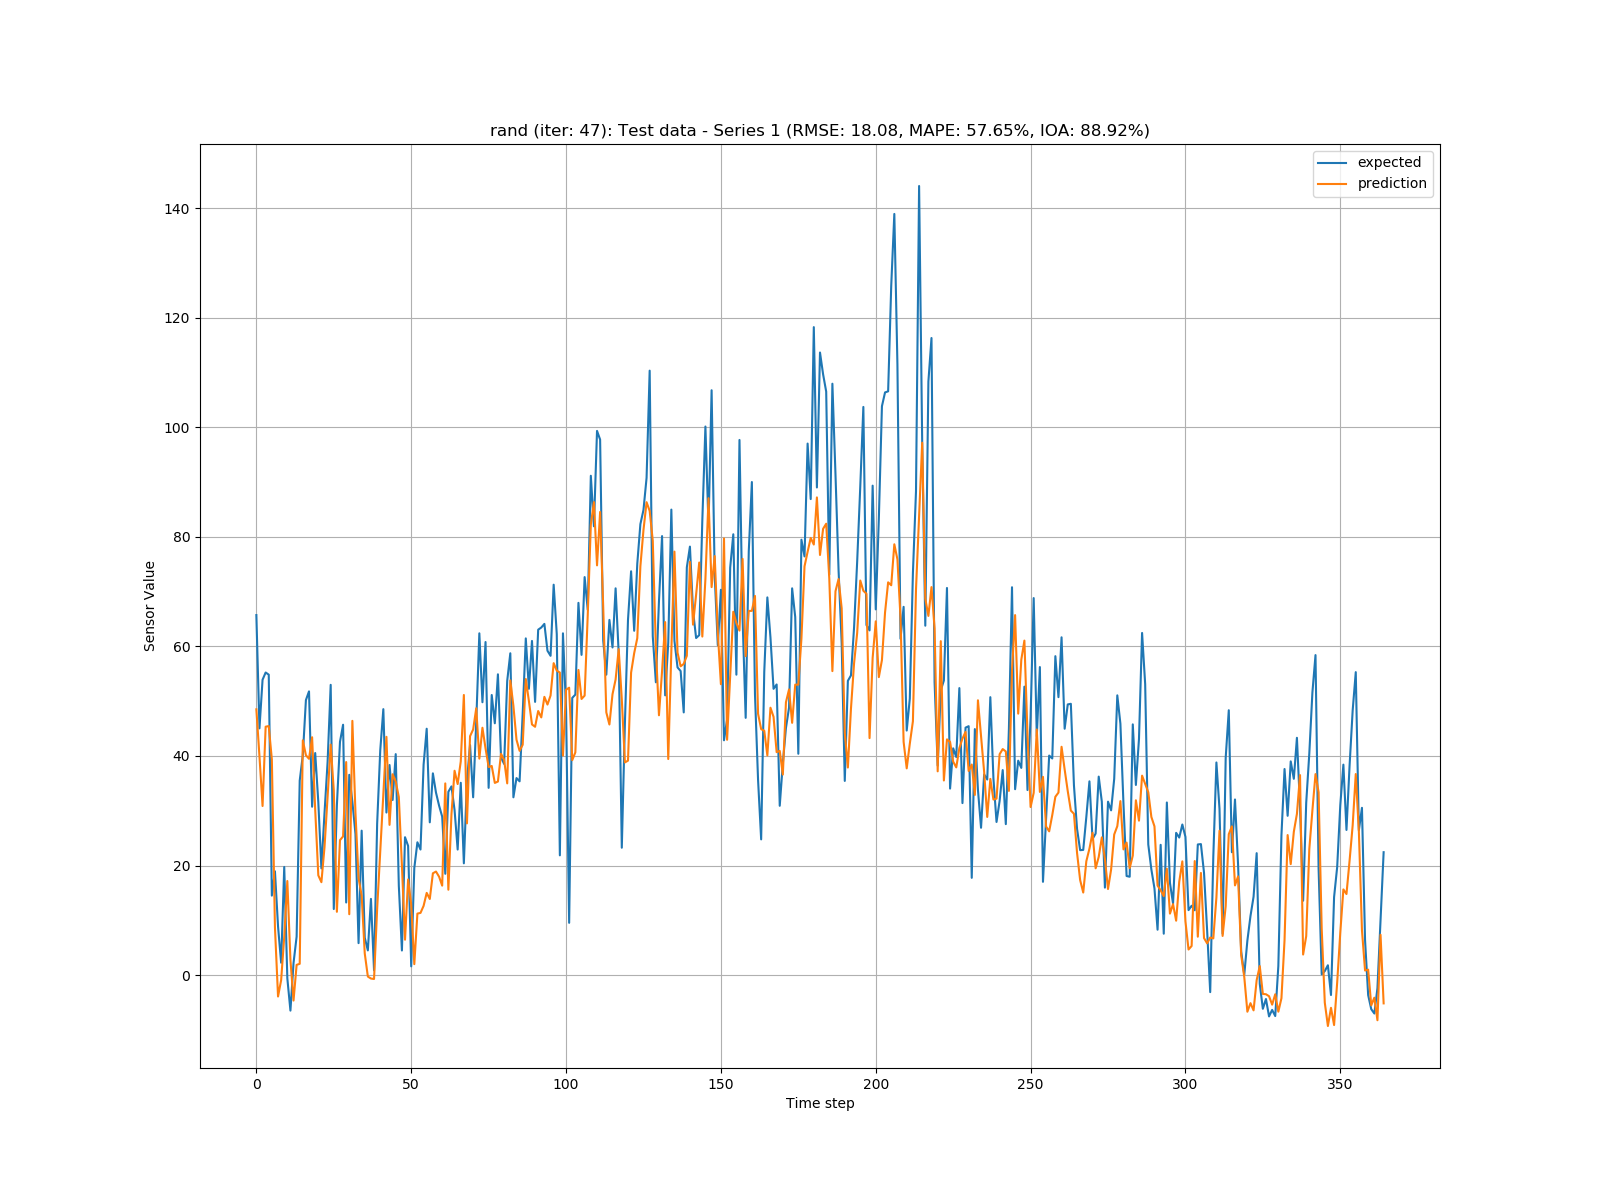 rand (iter: 47): Test data - Series 1 (RMSE: 18.08, MAPE: 57.65%, IOA: 88.92%)
expected
prediction
140
120
100
80
60
40
20
0
Sensor Value
0 50 100 150 200 250 300 350
Time step